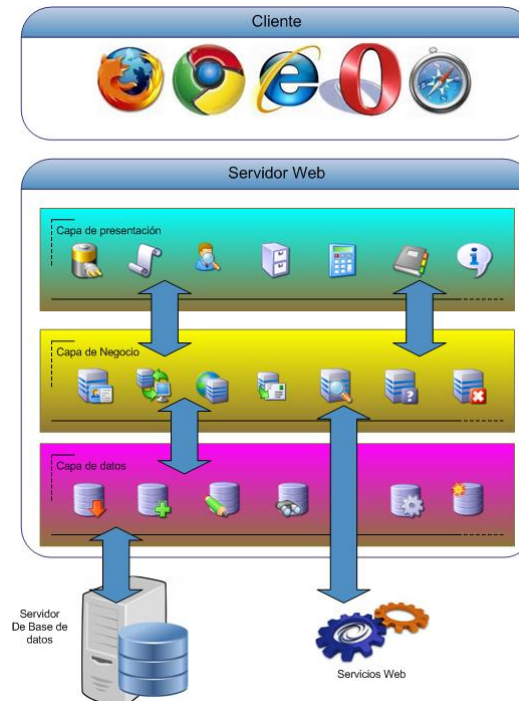 Cliente
Servidor Web
Capa de presentación
Capa de Negocio
Capa de datos
Servidor
De Base de
datos
Servicios Web